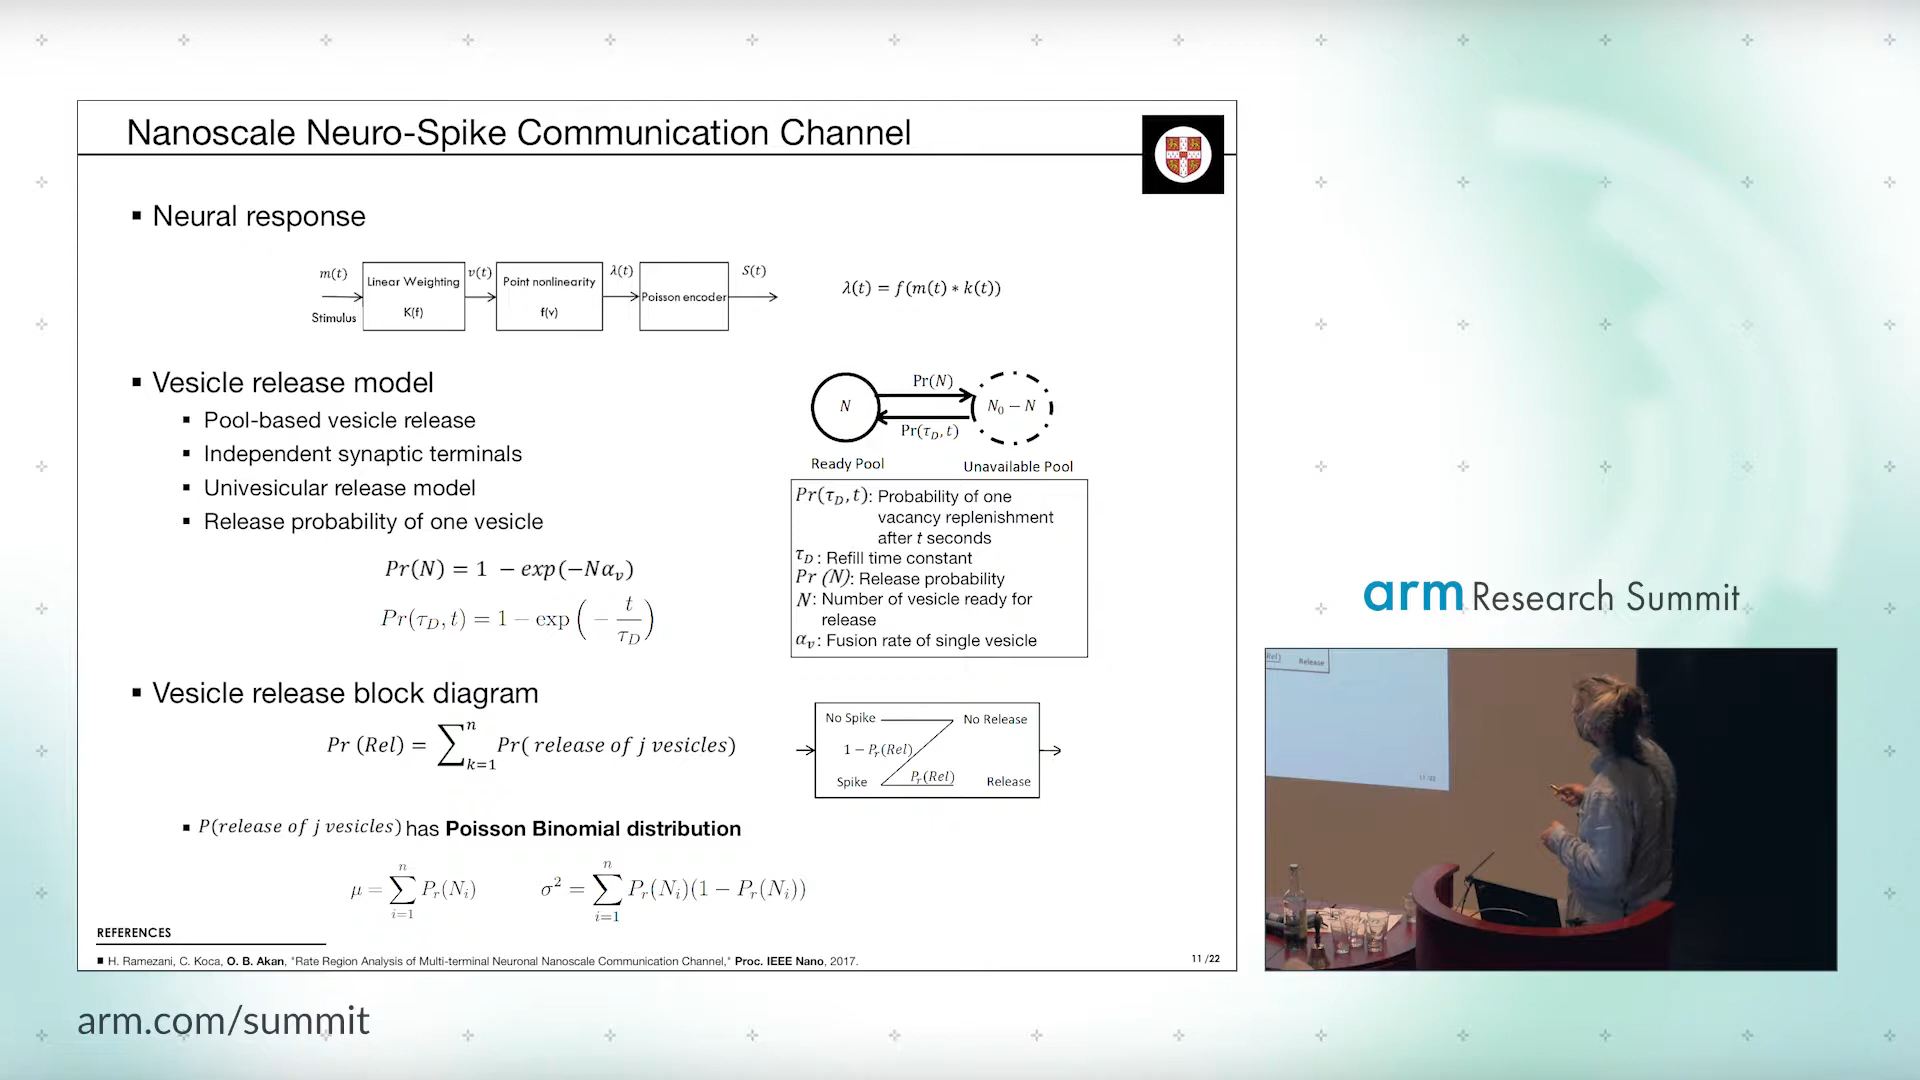 Nanoscale Neuro-Spike Communication Channel
▪ Neural response
m(t)
Stimulus
Linear Weighting
K(f)
v(t)
Point nonlinearity
f(v)
λ(t)
Poisson encoder
S(t)
λ(t) = f(m(t) ∗ k(t))
▪ Vesicle release model
▪ Pool-based vesicle release
▪ Independent synaptic terminals
▪ Univesicular release model
▪ Release probability of one vesicle
Pr(N) = 1 − exp(−Nα_v)
Pr(τ_D, t) = 1 − exp(− t/τ_D)
N
Pr(N)
N₀ − N
Pr(τ_D, t)
Ready Pool
Unavailable Pool
Pr(τ_D, t): Probability of one
vacancy replenishment
after t seconds
τ_D : Refill time constant
Pr (N): Release probability
N: Number of vesicle ready for
release
α_v : Fusion rate of single vesicle
▪ Vesicle release block diagram
Pr (Rel) = ∑_{k=1}^{n} Pr( release of j vesicles)
No Spike
No Release
1 − P_r(Rel)
Spike
P_r(Rel)
Release
▪ P(release of j vesicles) has Poisson Binomial distribution
μ = ∑_{i=1}^{n} P_r(N_i)
σ² = ∑_{i=1}^{n} P_r(N_i)(1 − P_r(N_i))
REFERENCES
▪ H. Ramezani, C. Koca, O. B. Akan, "Rate Region Analysis of Multi-terminal Neuronal Nanoscale Communication Channel," Proc. IEEE Nano, 2017.
11 /22
arm Research Summit
Rel)
Release
11 /22
arm.com/summit